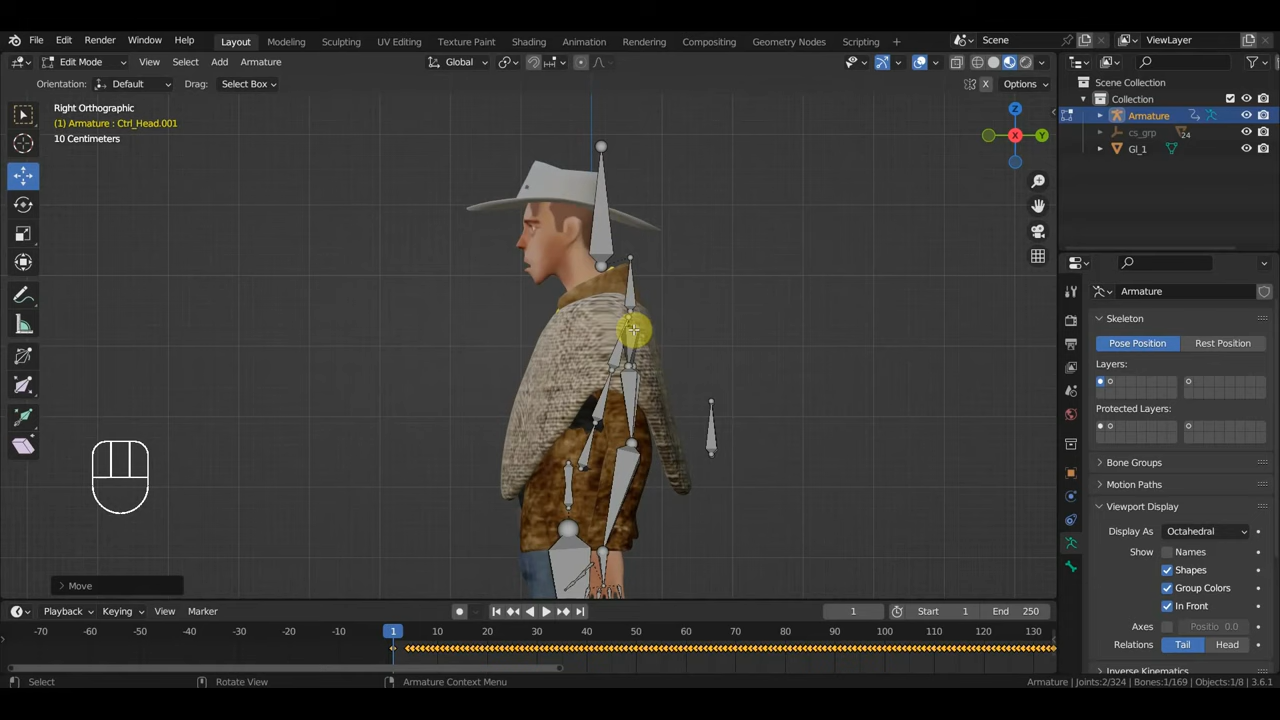 File Edit Render Window Help Layout Modeling Sculpting UV Editing Texture Paint Shading Animation Rendering Compositing Geometry Nodes Scripting + Scene ViewLayer
Edit Mode View Select Add Armature Global
Orientation: Default Drag: Select Box X Options
Right Orthographic
(1) Armature : Ctrl_Head.001
10 Centimeters
Z
X
Y
Scene Collection
Collection
Armature
cs_grp 24
Gl_1
Armature
Skeleton
Pose Position Rest Position
Layers:
Protected Layers:
Bone Groups
Motion Paths
Viewport Display
Display As Octahedral
Show Names
Shapes
Group Colors
In Front
Axes Positio 0.0
Relations Tail Head
Inverse Kinematics
Move
Playback Keying View Marker 1 Start 1 End 250
-70 -60 -50 -40 -30 -20 -10 1 10 20 30 40 50 60 70 80 90 100 110 120 130
Select Rotate View Armature Context Menu Armature | Joints:2/324 | Bones:1/169 | Objects:1/8 | 3.6.1